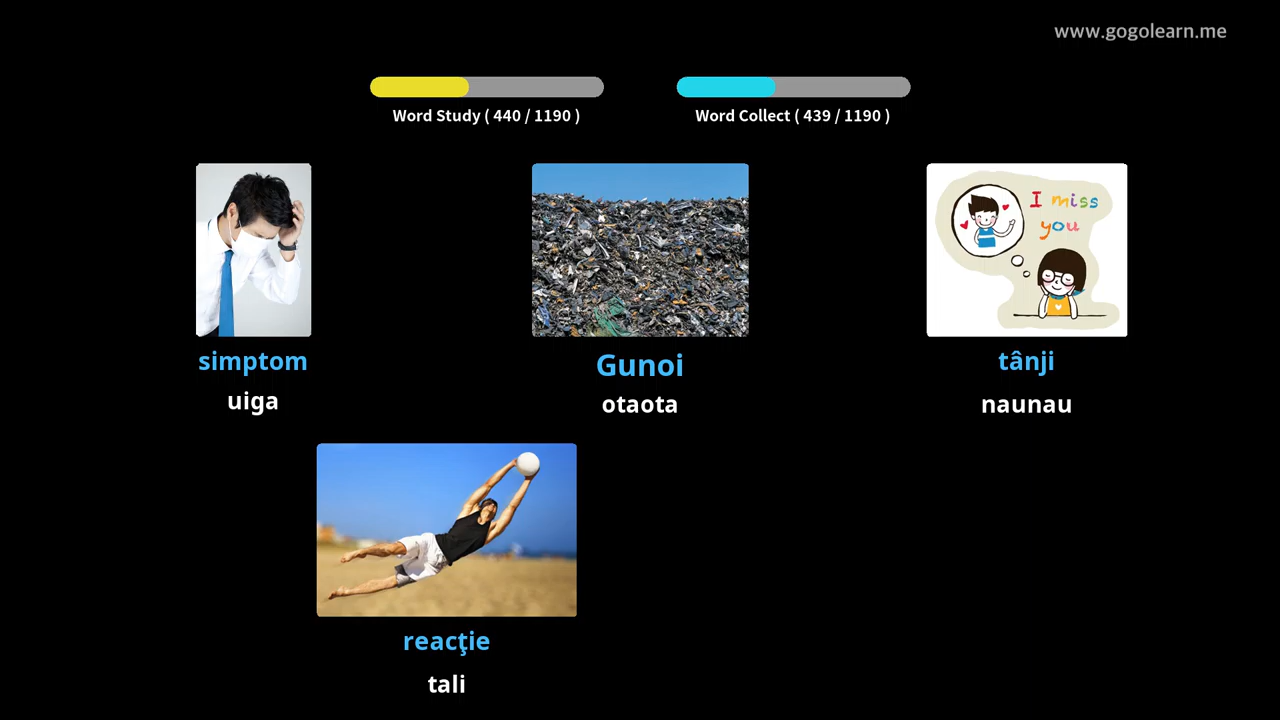 www.gogolearn.me
Word Study ( 440 / 1190 )
Word Collect ( 439 / 1190 )
I miss
you
simptom
uiga
Gunoi
otaota
tânji
naunau
reacţie
tali